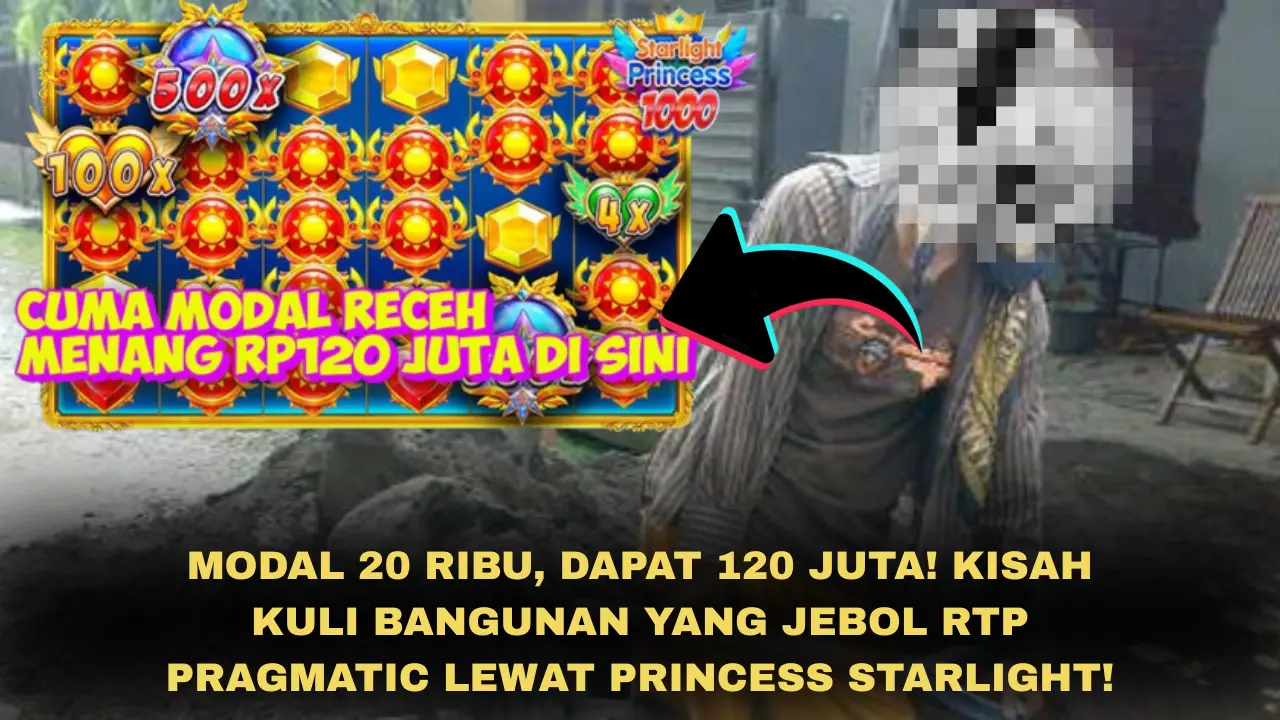 500x
Starlight
Princess
1000
100x
4x
CUMA MODAL RECEH
MENANG RP120 JUTA DI SINI
MODAL 20 RIBU, DAPAT 120 JUTA! KISAH
KULI BANGUNAN YANG JEBOL RTP
PRAGMATIC LEWAT PRINCESS STARLIGHT!